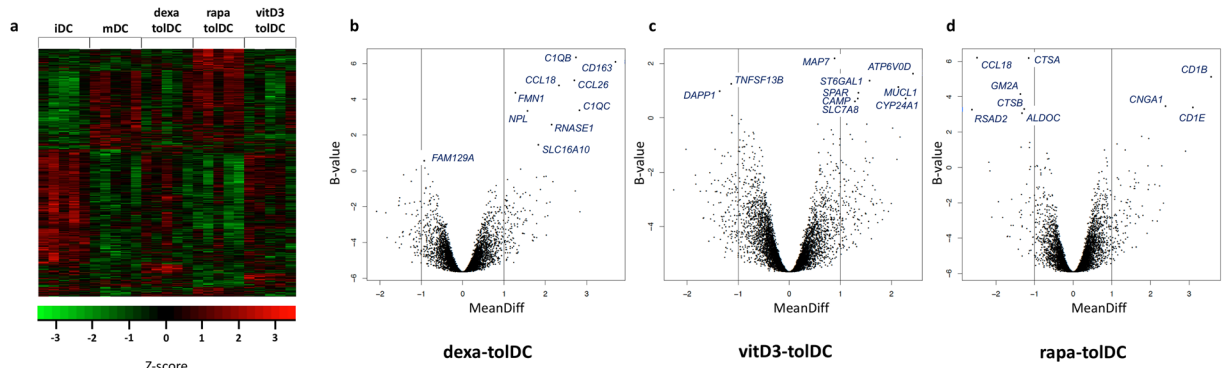 a
iDC
mDC
dexa
tolDC
rapa
tolDC
vitD3
tolDC
-3
-2
-1
0
1
2
3
Z-score
b
B-value
6
4
2
0
-2
-4
-6
C1QB
CD163
CCL18
CCL26
FMN1
C1QC
NPL
RNASE1
SLC16A10
FAM129A
-2
-1
0
1
2
3
MeanDiff
dexa-tolDC
c
B-value
2
0
-2
-4
MAP7
ATP6V0D
TNFSF13B
ST6GAL1
DAPP1
SPAR
MUCL1
CAMP
CYP24A1
SLC7A8
-2
-1
0
1
2
MeanDiff
vitD3-tolDC
d
B-value
6
4
2
0
-2
-4
-6
CCL18
CTSA
CD1B
GM2A
CTSB
CNGA1
RSAD2
ALDOC
CD1E
-2
-1
0
1
2
3
MeanDiff
rapa-tolDC